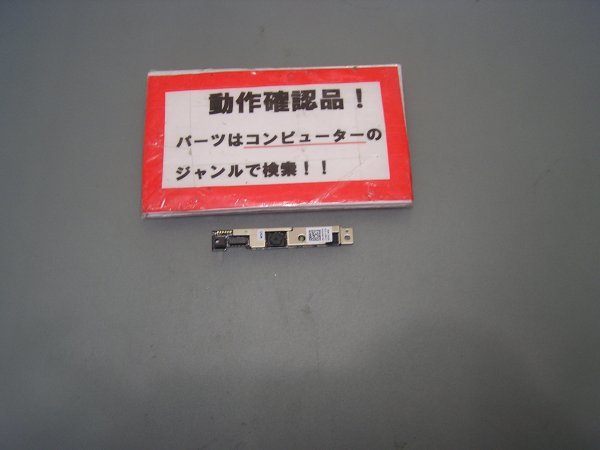 動作確認品！
パーツはコンピューターの
ジャンルで検索！！